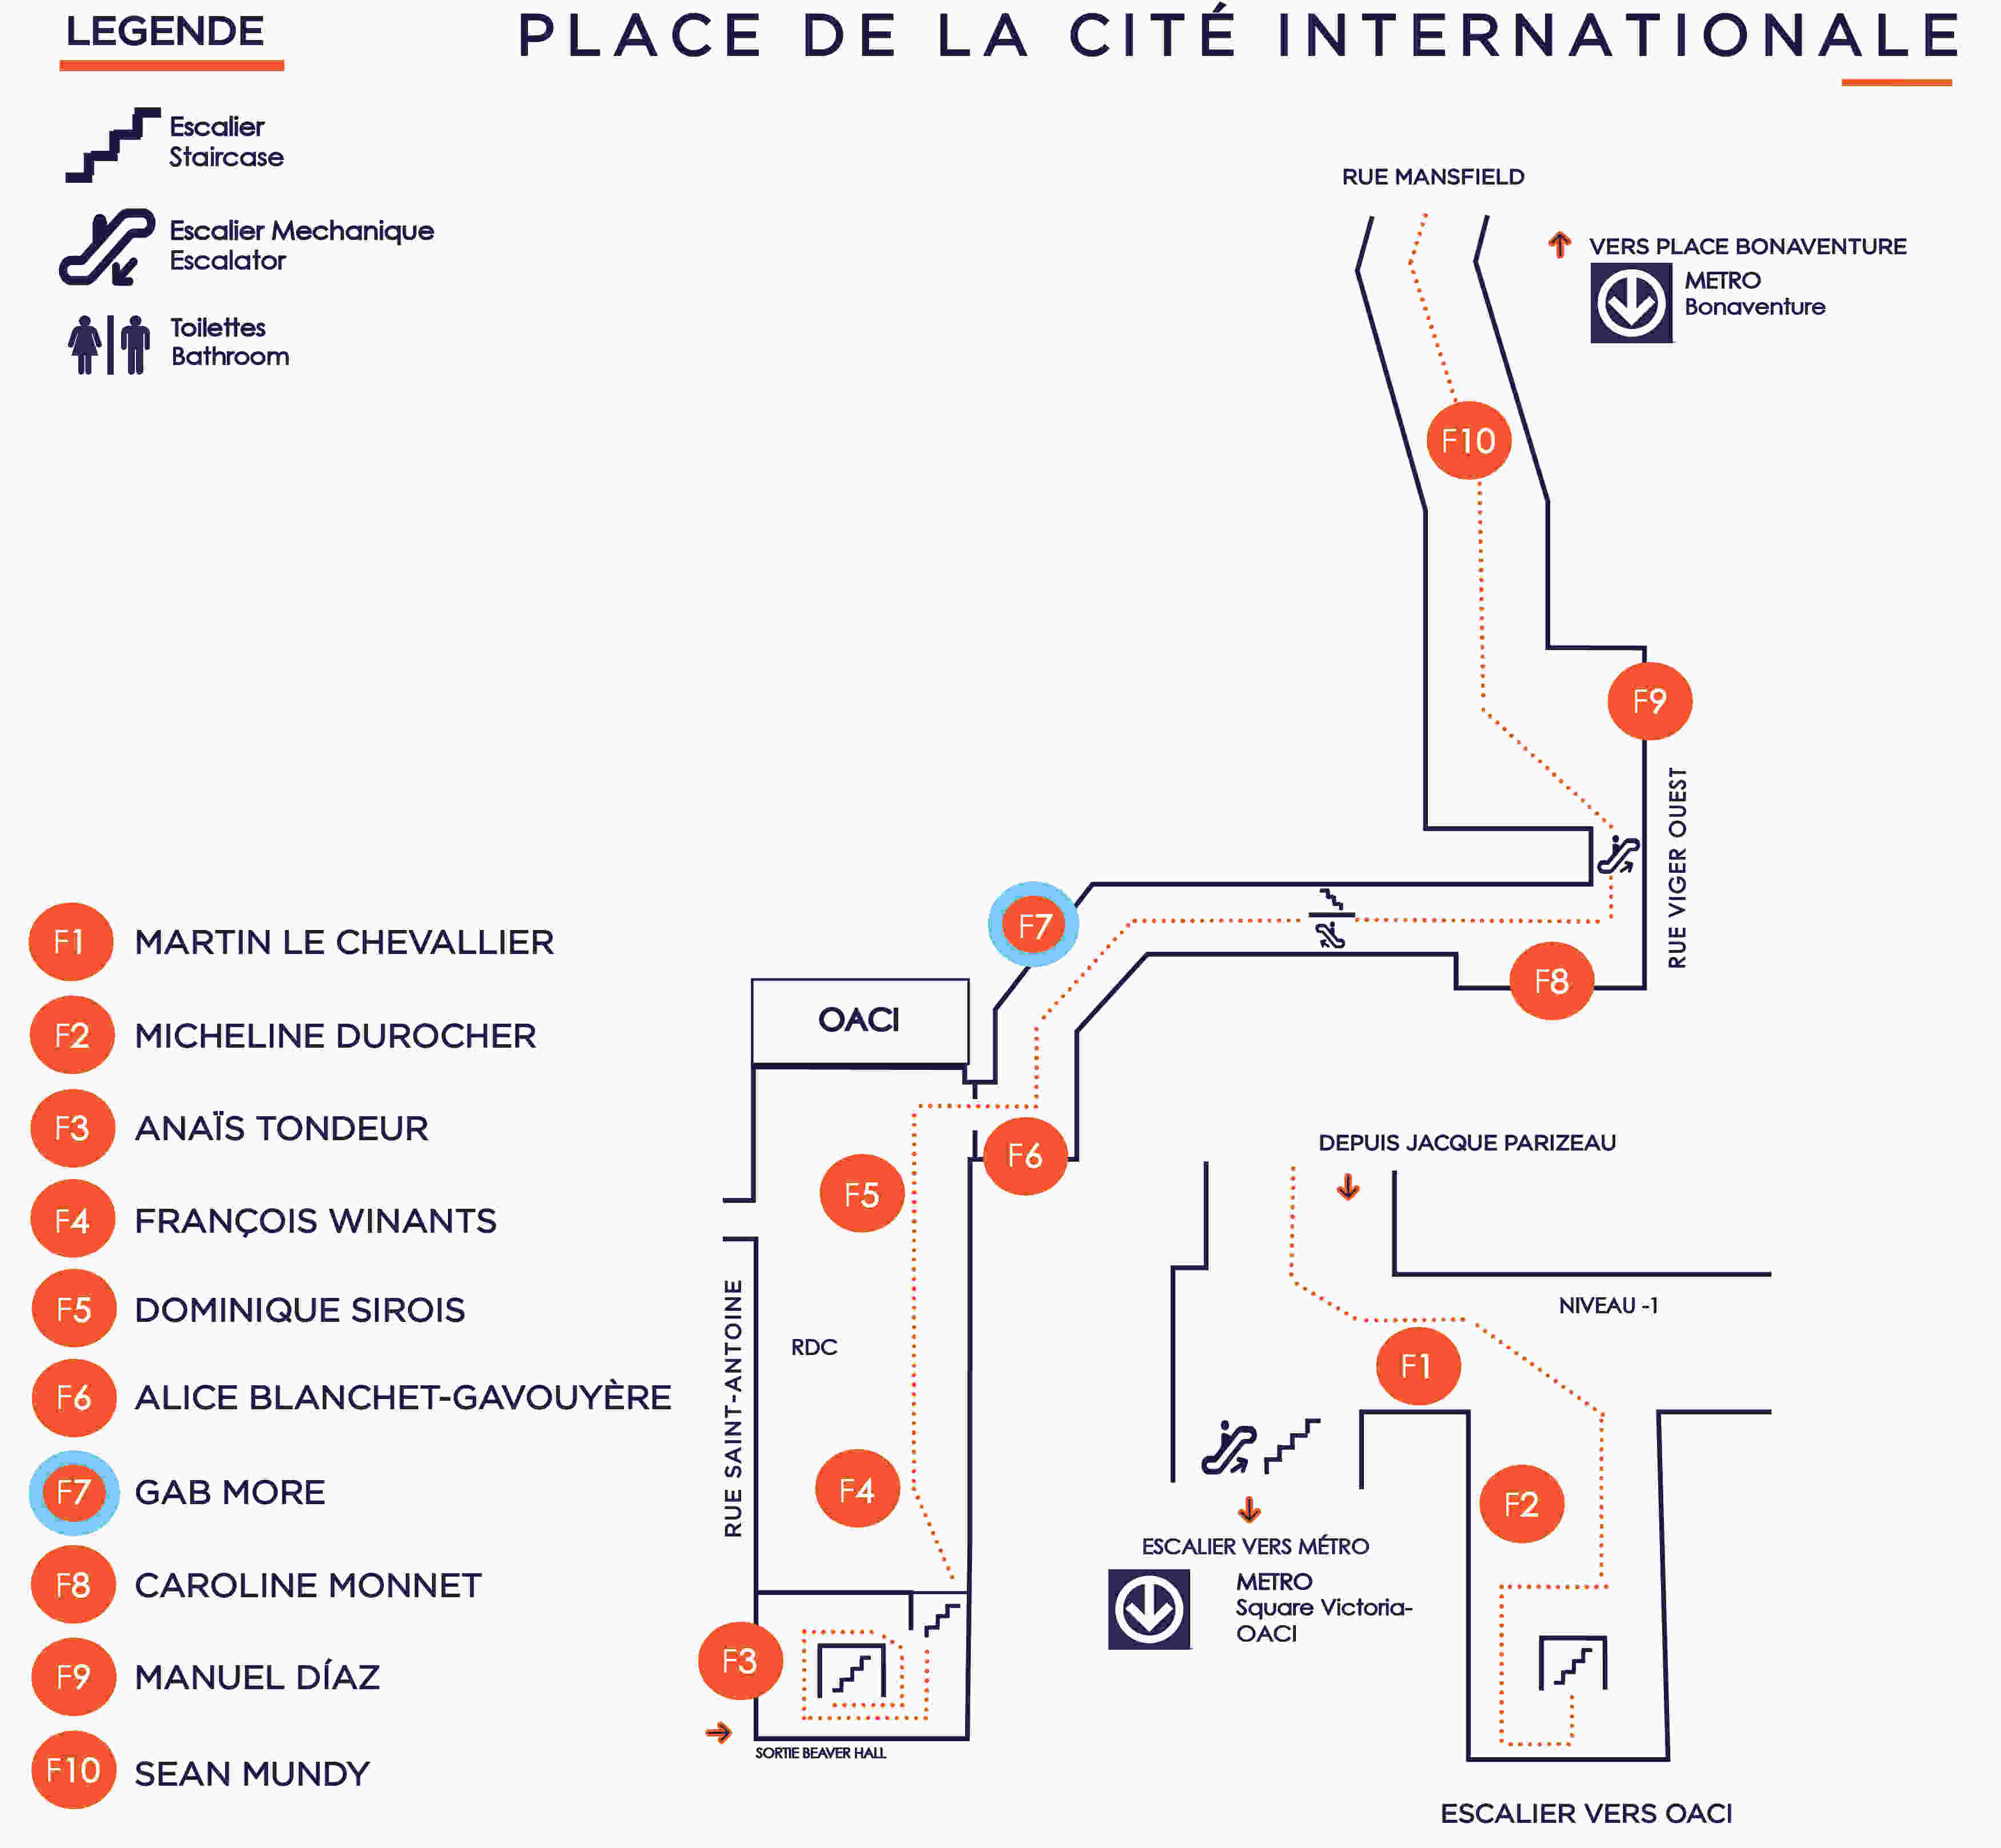 LEGENDE
PLACE DE LA CITÉ INTERNATIONALE
Escalier
Staircase
Escalier Mechanique
Escalator
Toilettes
Bathroom
RUE MANSFIELD
VERS PLACE BONAVENTURE
METRO
Bonaventure
F10
F9
RUE VIGER OUEST
F7
F8
OACI
F6
F5
RUE SAINT-ANTOINE
RDC
F4
F3
SORTIE BEAVER HALL
DEPUIS JACQUE PARIZEAU
NIVEAU -1
F1
F2
ESCALIER VERS MÉTRO
METRO
Square Victoria-
OACI
ESCALIER VERS OACI
F1 MARTIN LE CHEVALLIER
F2 MICHELINE DUROCHER
F3 ANAÏS TONDEUR
F4 FRANÇOIS WINANTS
F5 DOMINIQUE SIROIS
F6 ALICE BLANCHET-GAVOUYÈRE
F7 GAB MORE
F8 CAROLINE MONNET
F9 MANUEL DÍAZ
F10 SEAN MUNDY